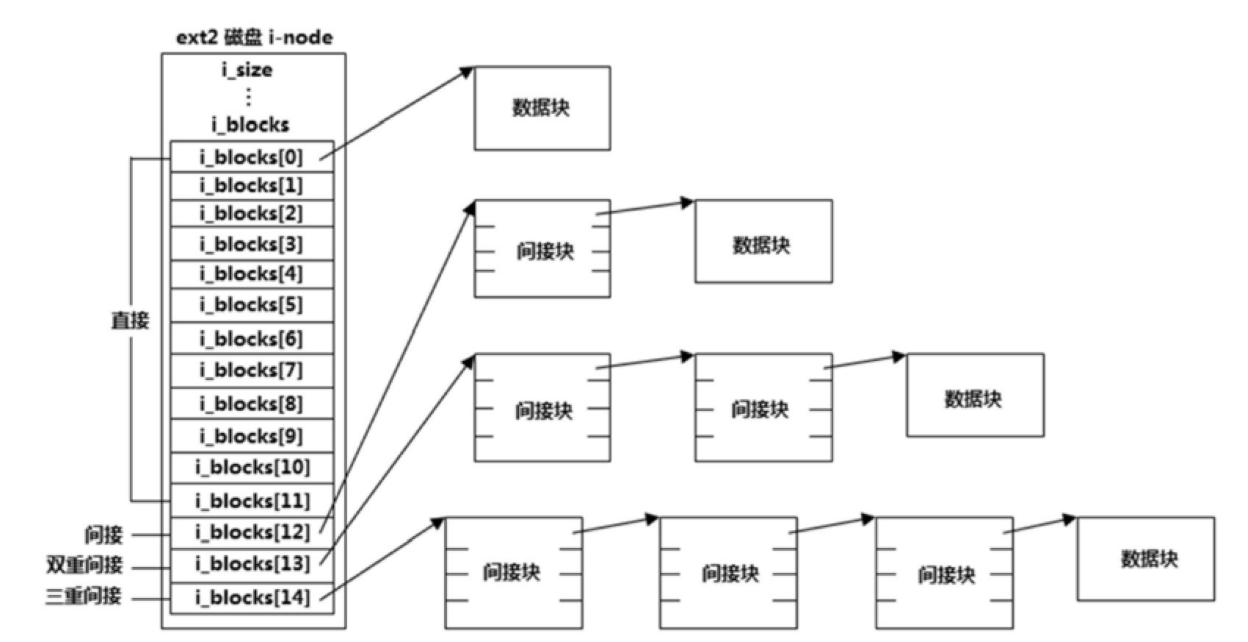 ext2 磁盘 i-node
i_size
⋮
i_blocks
i_blocks[0]
i_blocks[1]
i_blocks[2]
i_blocks[3]
i_blocks[4]
i_blocks[5]
i_blocks[6]
i_blocks[7]
i_blocks[8]
i_blocks[9]
i_blocks[10]
i_blocks[11]
i_blocks[12]
i_blocks[13]
i_blocks[14]
直接
间接
双重间接
三重间接
数据块
间接块
数据块
间接块
间接块
数据块
间接块
间接块
间接块
数据块